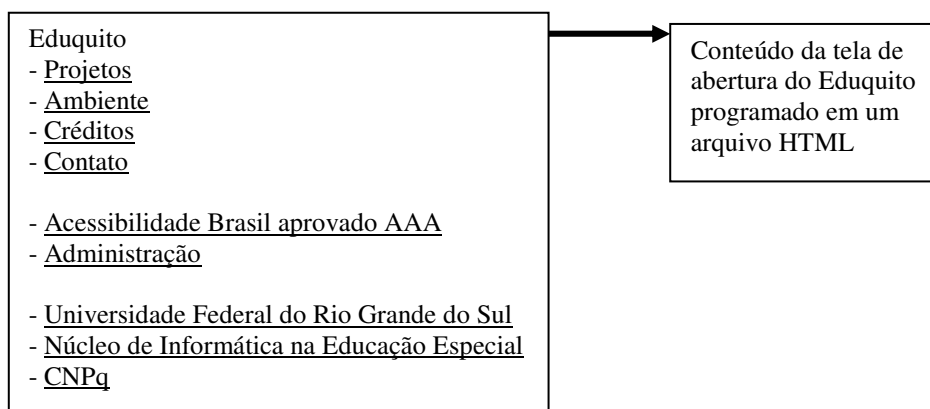 Eduquito
- Projetos
- Ambiente
- Créditos
- Contato
- Acessibilidade Brasil aprovado AAA
- Administração
- Universidade Federal do Rio Grande do Sul
- Núcleo de Informática na Educação Especial
- CNPq
Conteúdo da tela de
abertura do Eduquito
programado em um
arquivo HTML